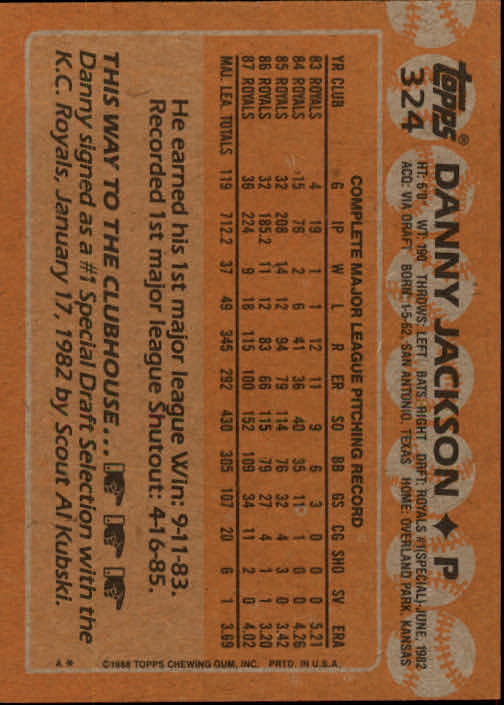 topps®
324
DANNY JACKSON ♦ P
HT: 6'0" WT: 190 THROWS: LEFT BATS: RIGHT DRAFT: ROYALS #1(SPECIAL)-JUNE, 1982
ACQ: VIA DRAFT BORN: 1-5-62, SAN ANTONIO, TEXAS HOME: OVERLAND PARK, KANSAS
COMPLETE MAJOR LEAGUE PITCHING RECORD
YR CLUB G IP W L R ER SO BB GS CG SHO SV ERA
83 ROYALS 4 19 1 1 12 11 9 6 3 0 0 0 5.21
84 ROYALS 15 76 2 6 41 36 40 35 11 1 0 0 4.26
85 ROYALS 32 208 14 12 94 79 114 76 32 4 3 0 3.42
86 ROYALS 32 185.2 11 12 83 66 115 79 27 4 1 1 3.20
87 ROYALS 36 224 9 18 115 100 152 109 34 11 2 0 4.02
MAJ. LEA. TOTALS 119 712.2 37 49 345 292 430 305 107 20 6 1 3.69
He earned his 1st major league Win: 9-11-83.
Recorded 1st major league Shutout: 4-16-85.
THIS WAY TO THE CLUBHOUSE...
Danny signed as a #1 Special Draft Selection with the
K.C. Royals, January 17, 1982 by Scout Al Kubski.
A* ©1988 TOPPS CHEWING GUM, INC. PRTD. IN U.S.A.